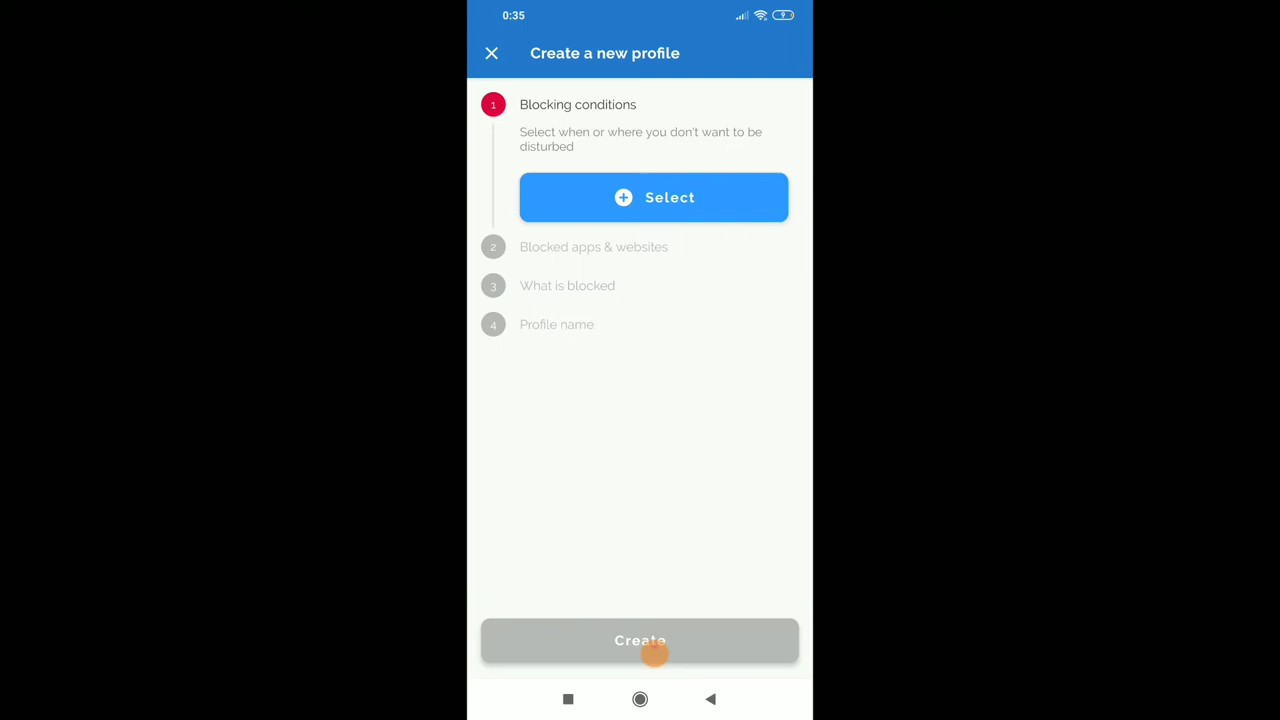 0:35
Create a new profile
1 Blocking conditions
Select when or where you don't want to be
disturbed
Select
2 Blocked apps & websites
3 What is blocked
4 Profile name
Create